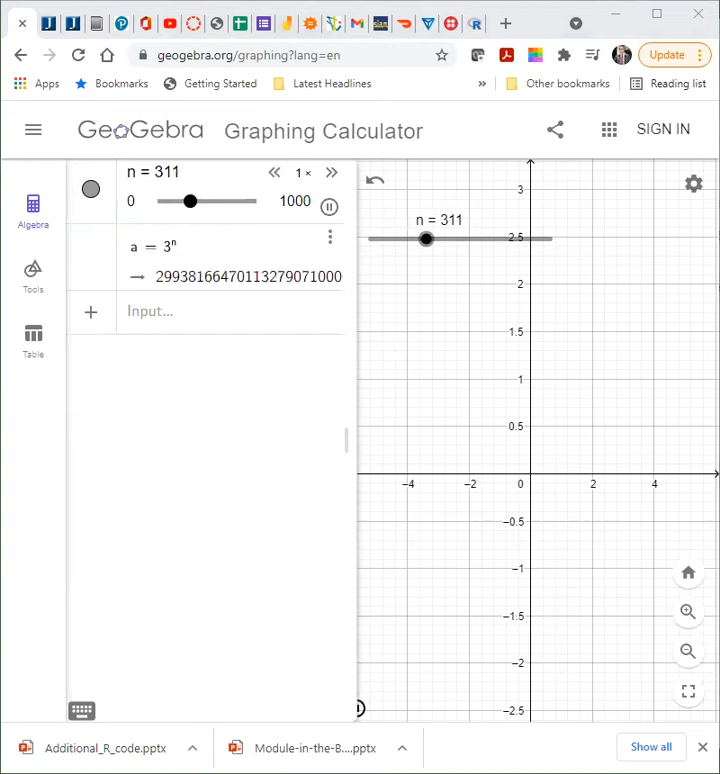 geogebra.org/graphing?lang=en
Update
Apps
Bookmarks
Getting Started
Latest Headlines
»
Other bookmarks
Reading list
GeoGebra
Graphing Calculator
SIGN IN
Algebra
Tools
Table
n = 311
1 ×
0
1000
a = 3ⁿ
→ 29938166470113279071000
+
Input...
n = 311
3
2.5
2
1.5
1
0.5
−4
−2
0
2
4
−0.5
−1
−1.5
−2
−2.5
Additional_R_code.pptx
Module-in-the-B....pptx
Show all